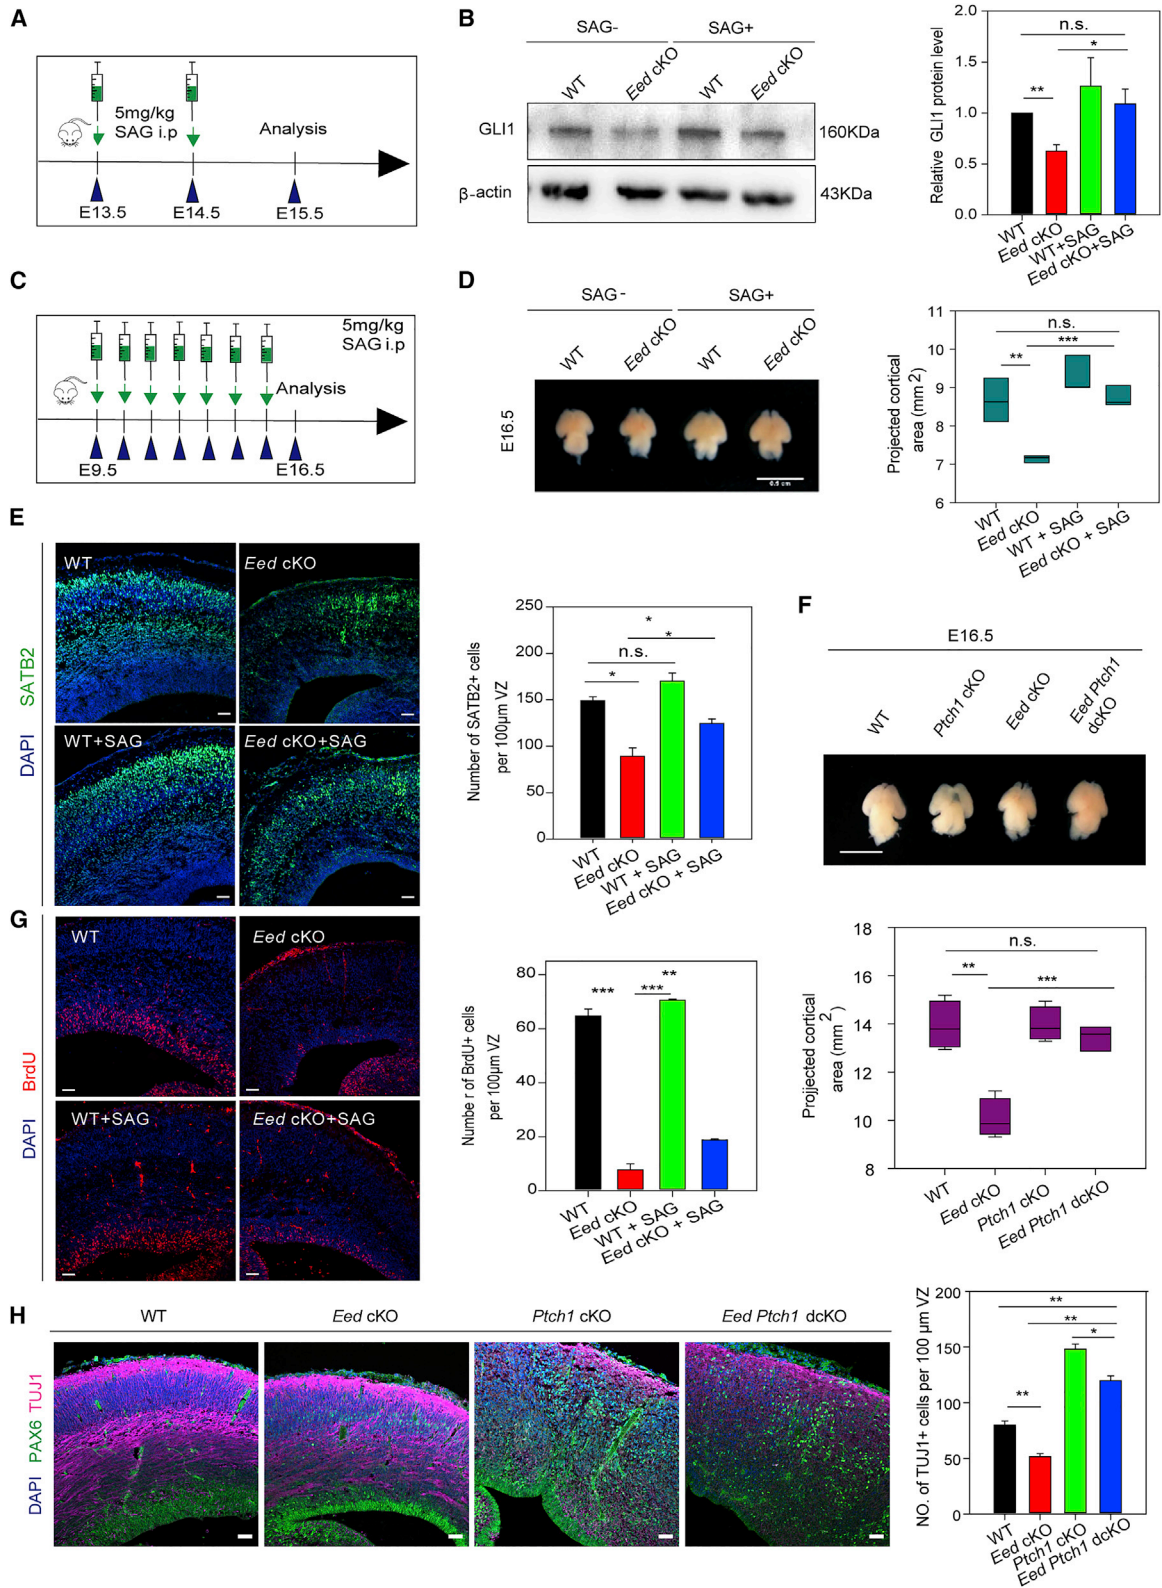 A
5mg/kg
SAG i.p
Analysis
E13.5
E14.5
E15.5
B
SAG-
SAG+
WT
Eed cKO
WT
Eed cKO
GLI1
160KDa
β-actin
43KDa
Relative GLI1 protein level
2.0
1.5
1.0
0.5
0.0
n.s.
*
**
WT
Eed cKO
WT+SAG
Eed cKO+SAG
C
5mg/kg
SAG i.p
Analysis
E9.5
E16.5
D
SAG-
SAG+
WT
Eed cKO
WT
Eed cKO
E16.5
0.5 cm
Projected cortical
area (mm 2)
11
10
9
8
7
6
n.s.
***
**
WT
Eed cKO
WT + SAG
Eed cKO + SAG
E
DAPI SATB2
WT
Eed cKO
WT+SAG
Eed cKO+SAG
Number of SATB2+ cells
per 100µm VZ
250
200
150
100
50
0
*
*
n.s.
*
WT
Eed cKO
WT + SAG
Eed cKO + SAG
F
E16.5
WT
Ptch1 cKO
Eed cKO
Eed Ptch1
dcKO
Projjected cortical
area (mm 2)
18
16
14
12
10
8
n.s.
**
***
WT
Eed cKO
Ptch1 cKO
Eed Ptch1 dcKO
G
DAPI BrdU
WT
Eed cKO
WT+SAG
Eed cKO+SAG
Numbe r of BrdU+ cells
per 100µm VZ
80
60
40
20
0
**
***
***
WT
Eed cKO
WT + SAG
Eed cKO + SAG
H
WT
Eed cKO
Ptch1 cKO
Eed Ptch1 dcKO
DAPI PAX6 TUJ1
NO. of TUJ1+ cells per 100 µm VZ
200
150
100
50
0
**
**
*
**
WT
Eed cKO
Ptch1 cKO
Eed Ptch1 dcKO